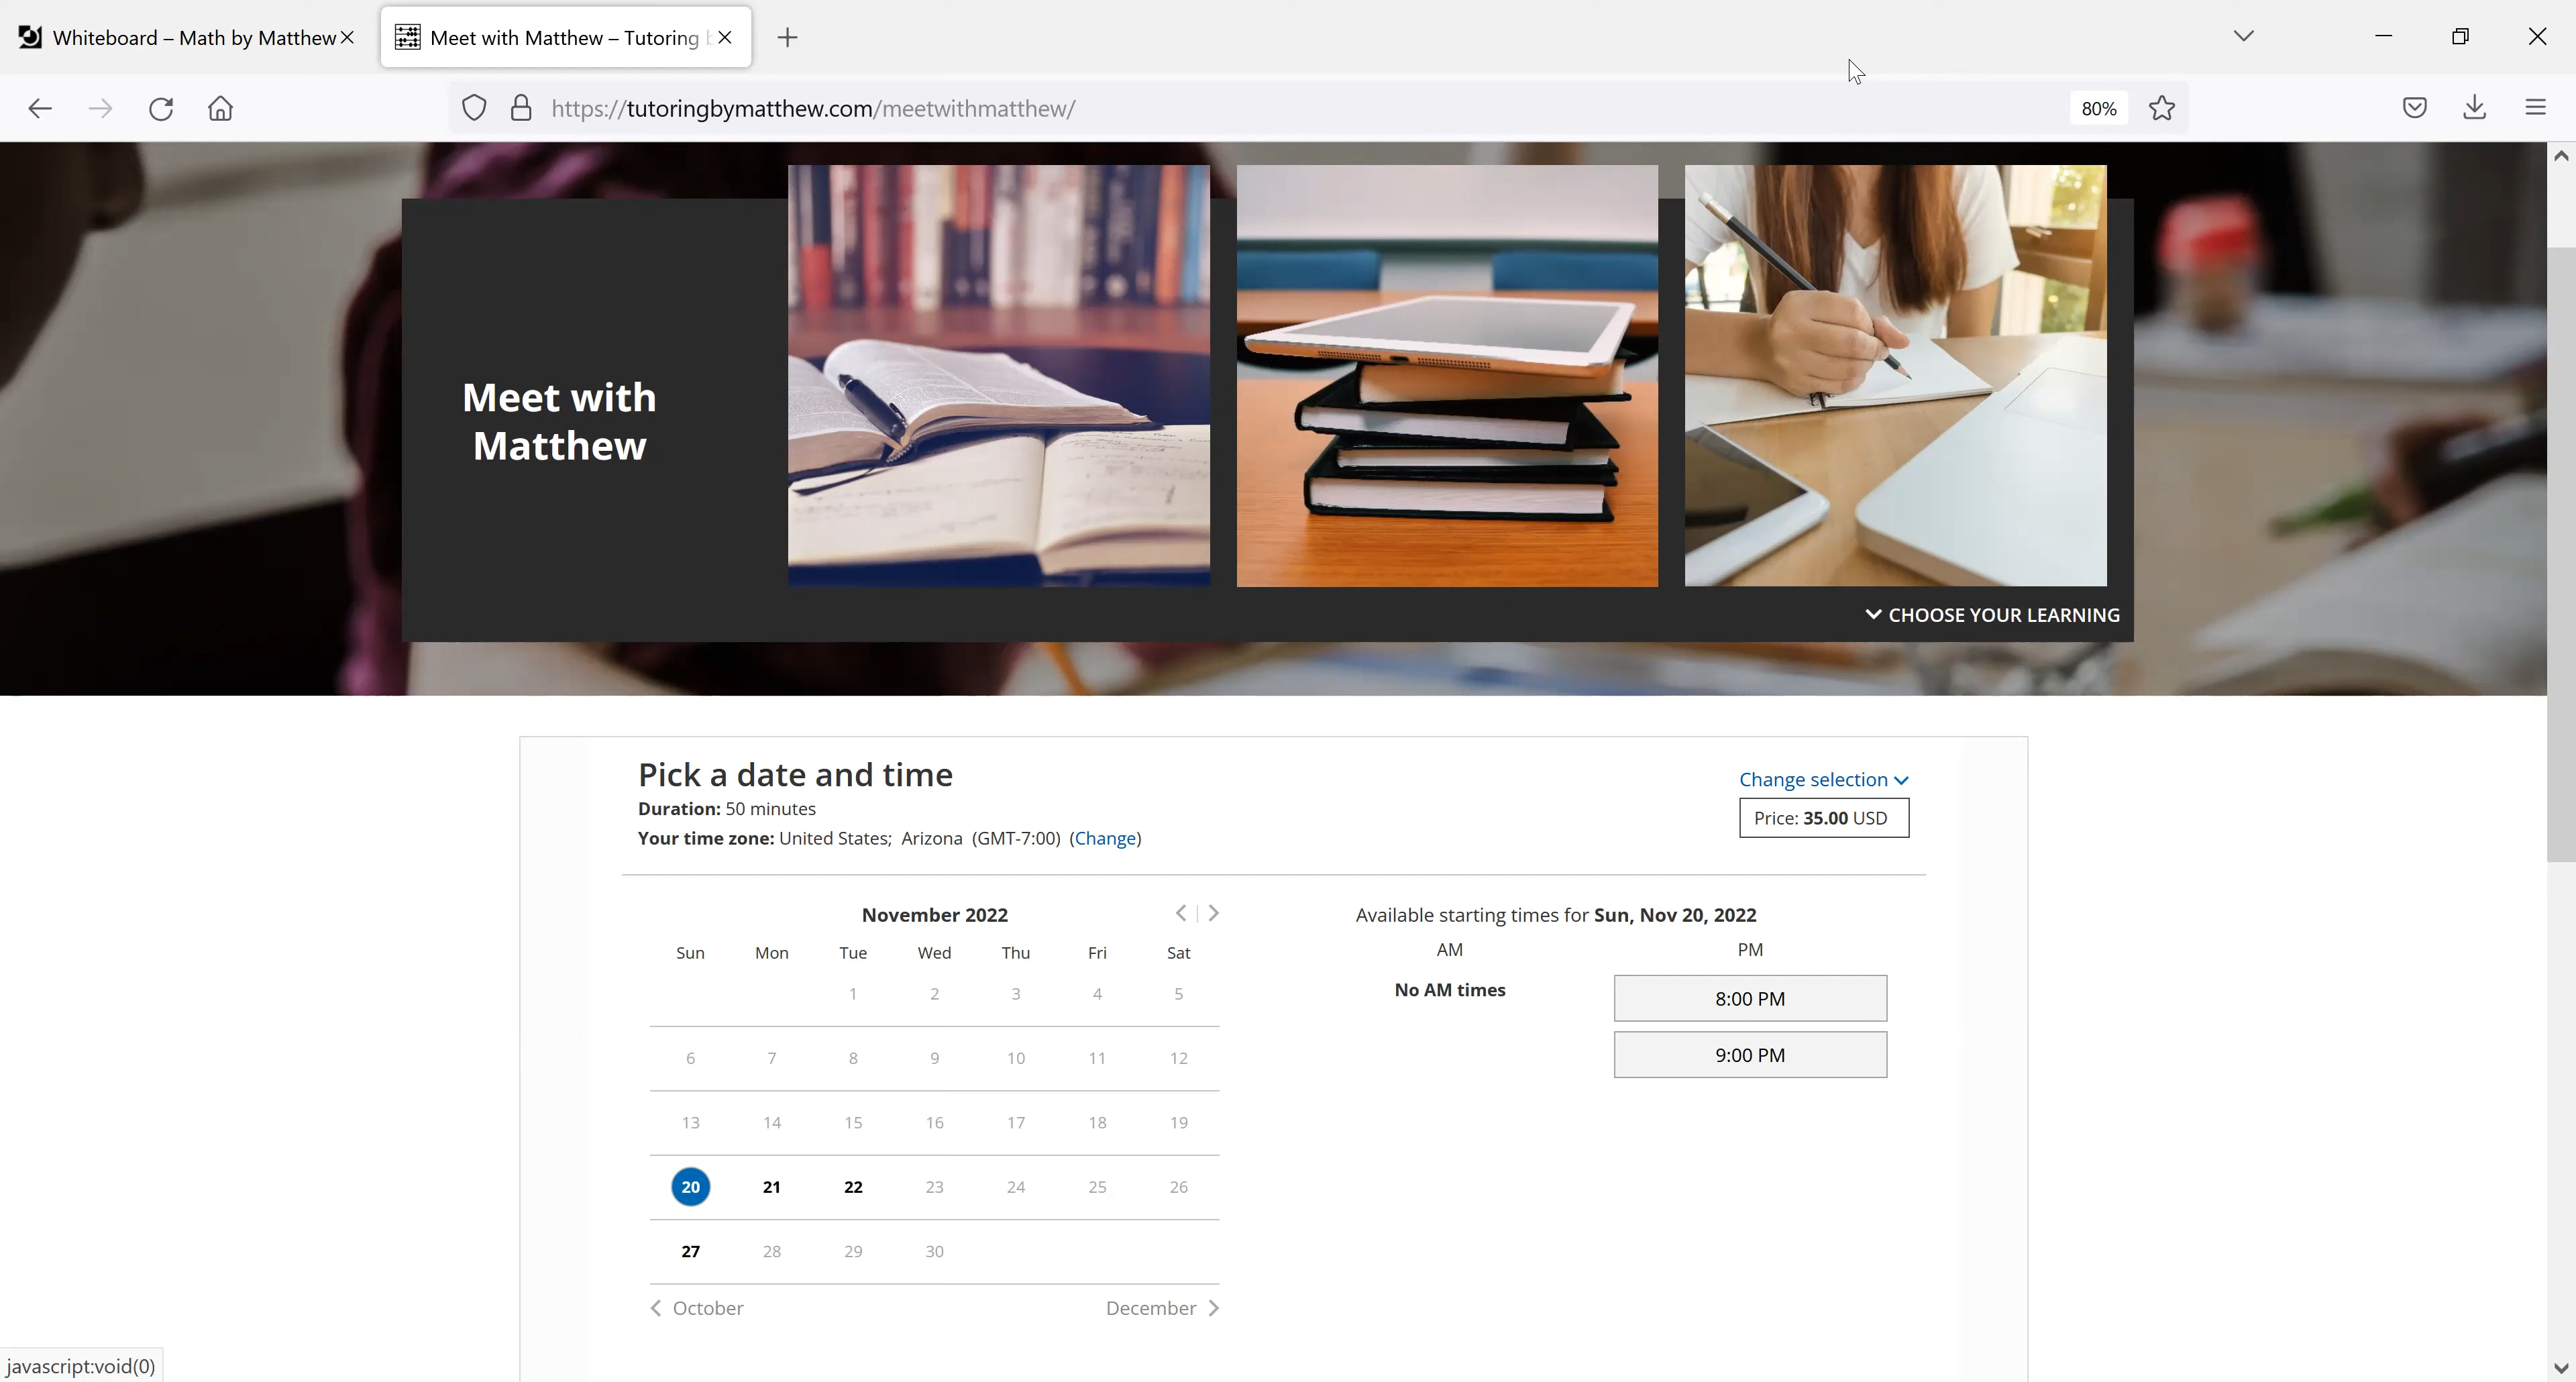 Whiteboard – Math by Matthew
Meet with Matthew – Tutoring
https://tutoringbymatthew.com/meetwithmatthew/
80%
Meet with
Matthew
CHOOSE YOUR LEARNING
Pick a date and time
Change selection
Duration: 50 minutes
Price: 35.00 USD
Your time zone: United States; Arizona (GMT-7:00) (Change)
November 2022
Available starting times for Sun, Nov 20, 2022
Sun Mon Tue Wed Thu Fri Sat
AM PM
1 2 3 4 5
No AM times
8:00 PM
9:00 PM
6 7 8 9 10 11 12
13 14 15 16 17 18 19
20 21 22 23 24 25 26
27 28 29 30
October December
javascript:void(0)